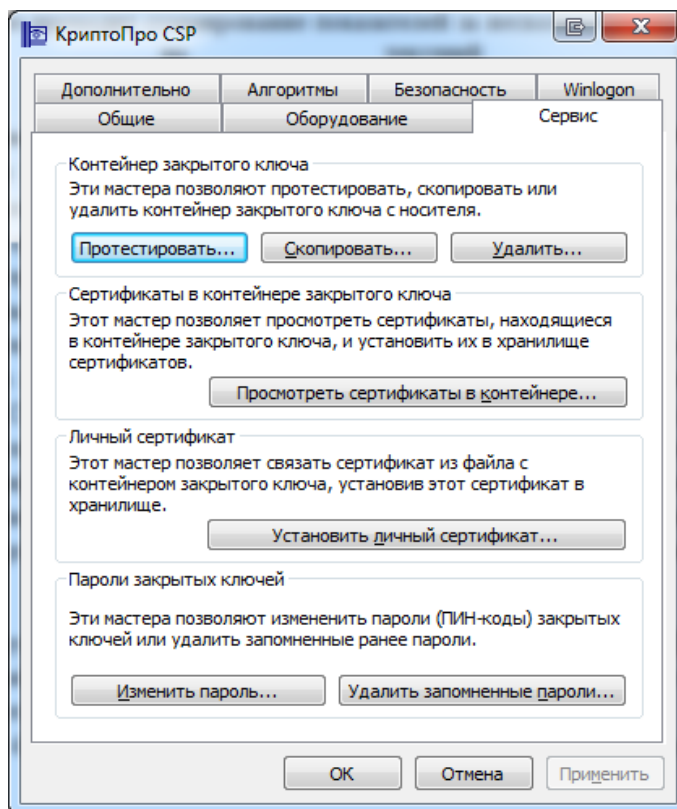 КриптоПро CSP
Дополнительно Алгоритмы Безопасность Winlogon
Общие Оборудование Сервис
Контейнер закрытого ключа
Эти мастера позволяют протестировать, скопировать или
удалить контейнер закрытого ключа с носителя.
Протестировать... Скопировать... Удалить...
Сертификаты в контейнере закрытого ключа
Этот мастер позволяет просмотреть сертификаты, находящиеся
в контейнере закрытого ключа, и установить их в хранилище
сертификатов.
Просмотреть сертификаты в контейнере...
Личный сертификат
Этот мастер позволяет связать сертификат из файла с
контейнером закрытого ключа, установив этот сертификат в
хранилище.
Установить личный сертификат...
Пароли закрытых ключей
Эти мастера позволяют измененить пароли (ПИН-коды) закрытых
ключей или удалить запомненные ранее пароли.
Изменить пароль... Удалить запомненные пароли...
ОК Отмена Применить